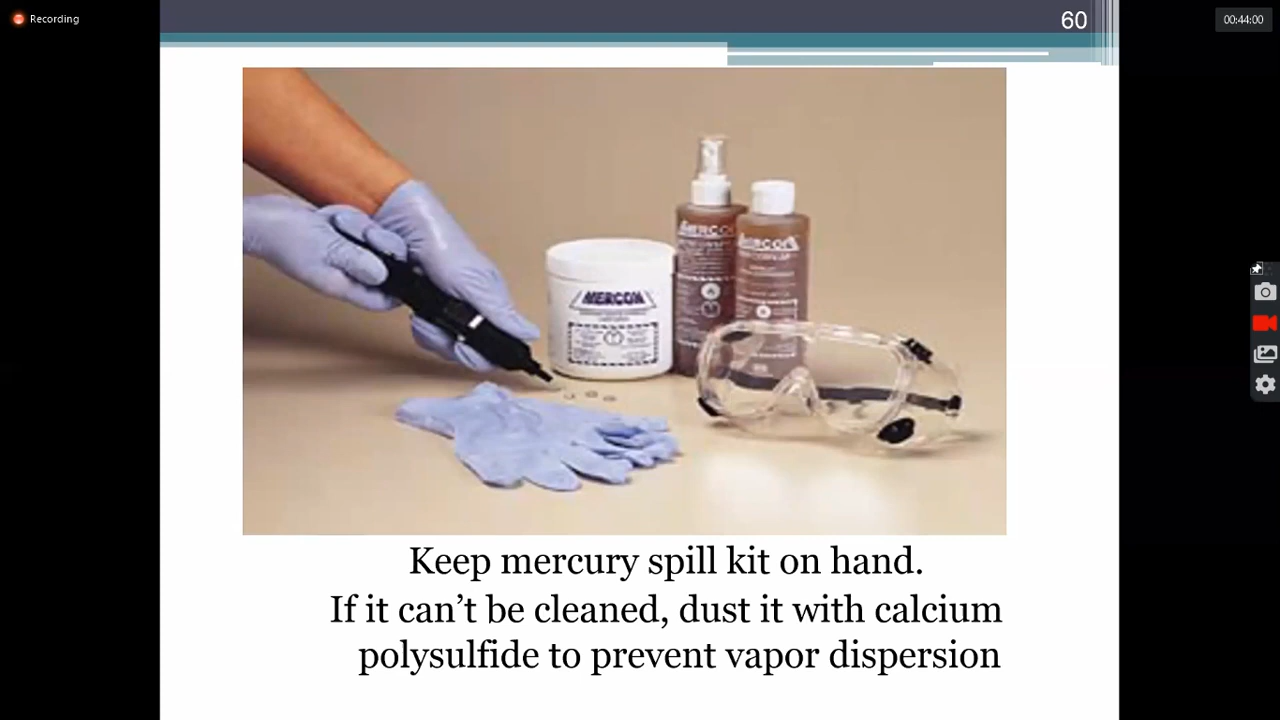 Recording
60
00:44:00
MERCON
MERCON
Keep mercury spill kit on hand.
If it can’t be cleaned, dust it with calcium
polysulfide to prevent vapor dispersion